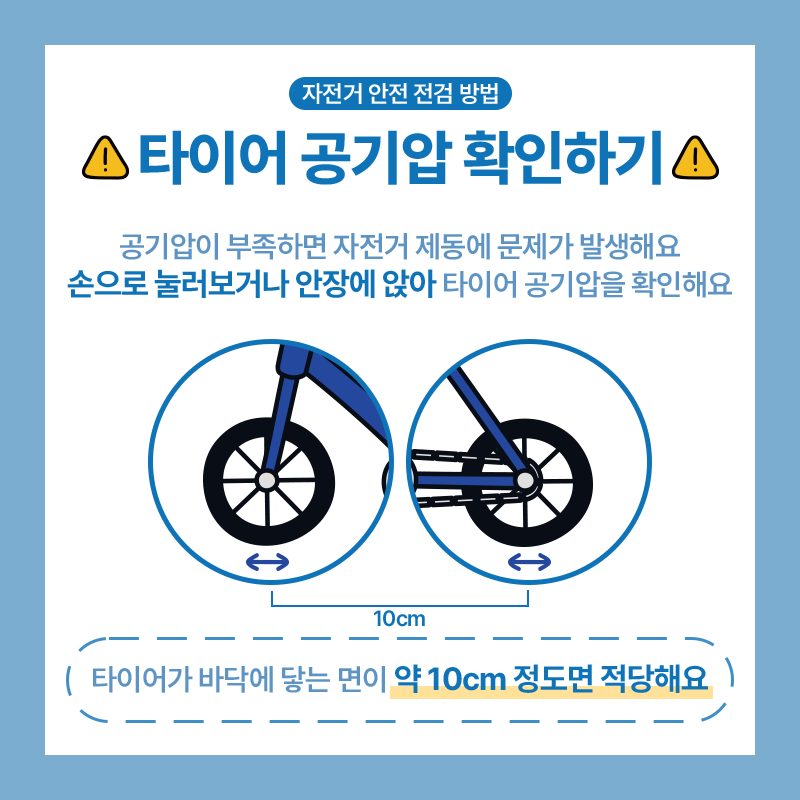 자전거 안전 전검 방법
타이어 공기압 확인하기
공기압이 부족하면 자전거 제동에 문제가 발생해요
손으로 눌러보거나 안장에 앉아 타이어 공기압을 확인해요
10cm
타이어가 바닥에 닿는 면이 약 10cm 정도면 적당해요